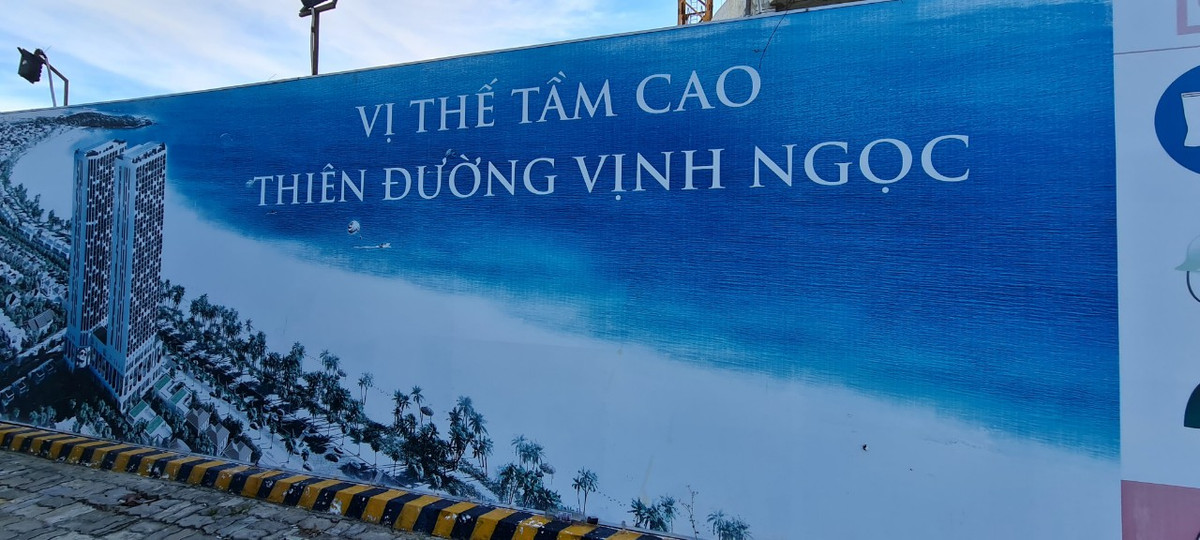 VỊ THẾ TẦM CAO
THIÊN ĐƯỜNG VỊNH NGỌC